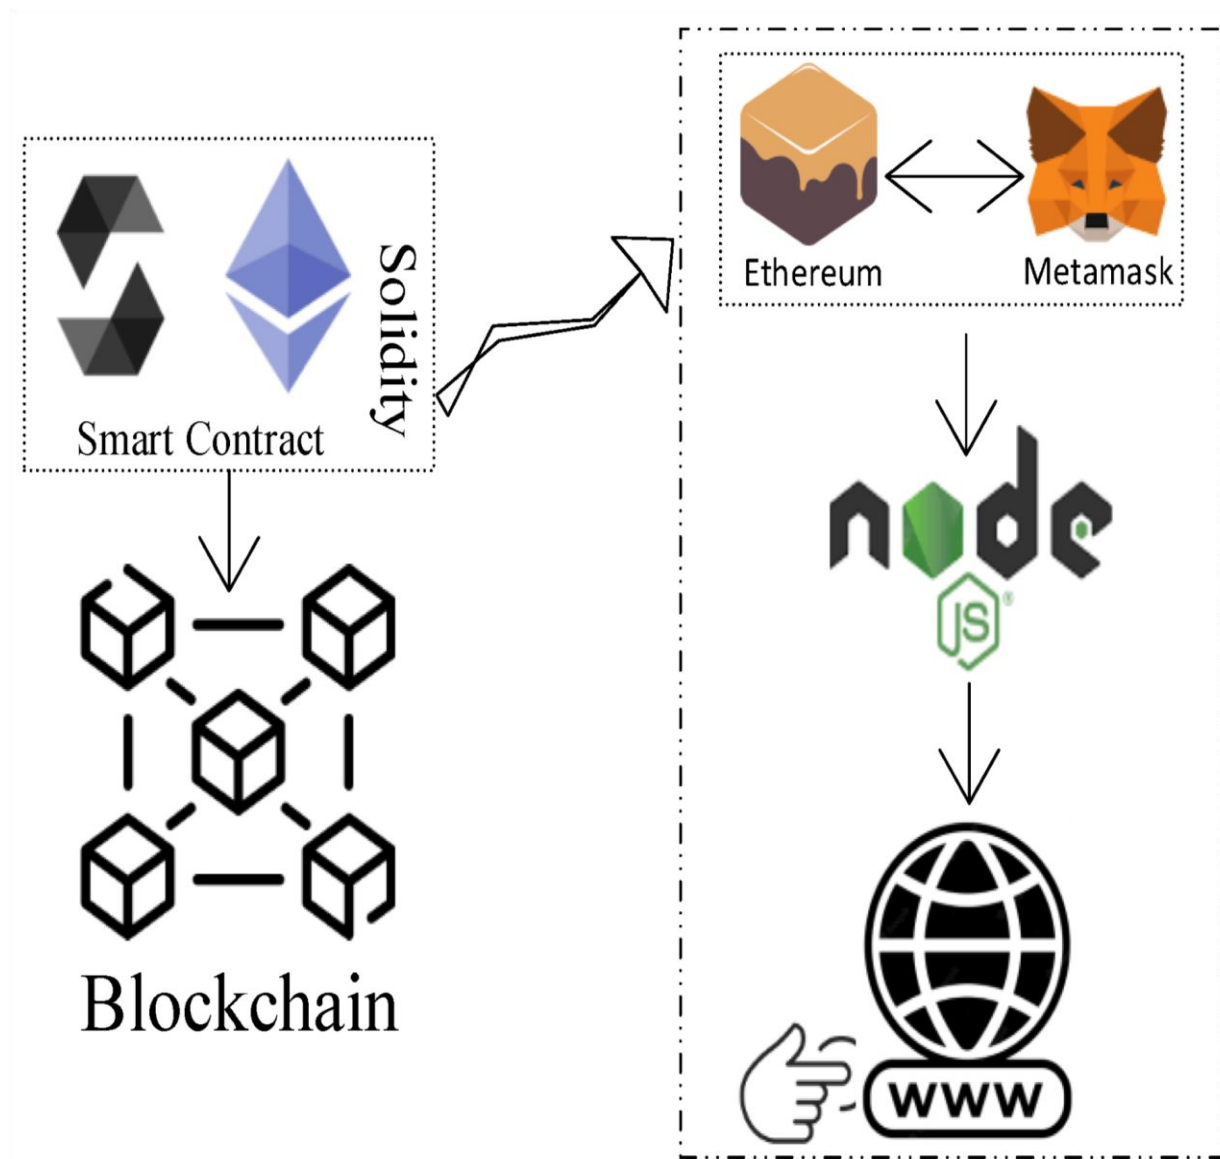 Smart Contract
Solidity
Blockchain
Ethereum
Metamask
node
JS®
WWW